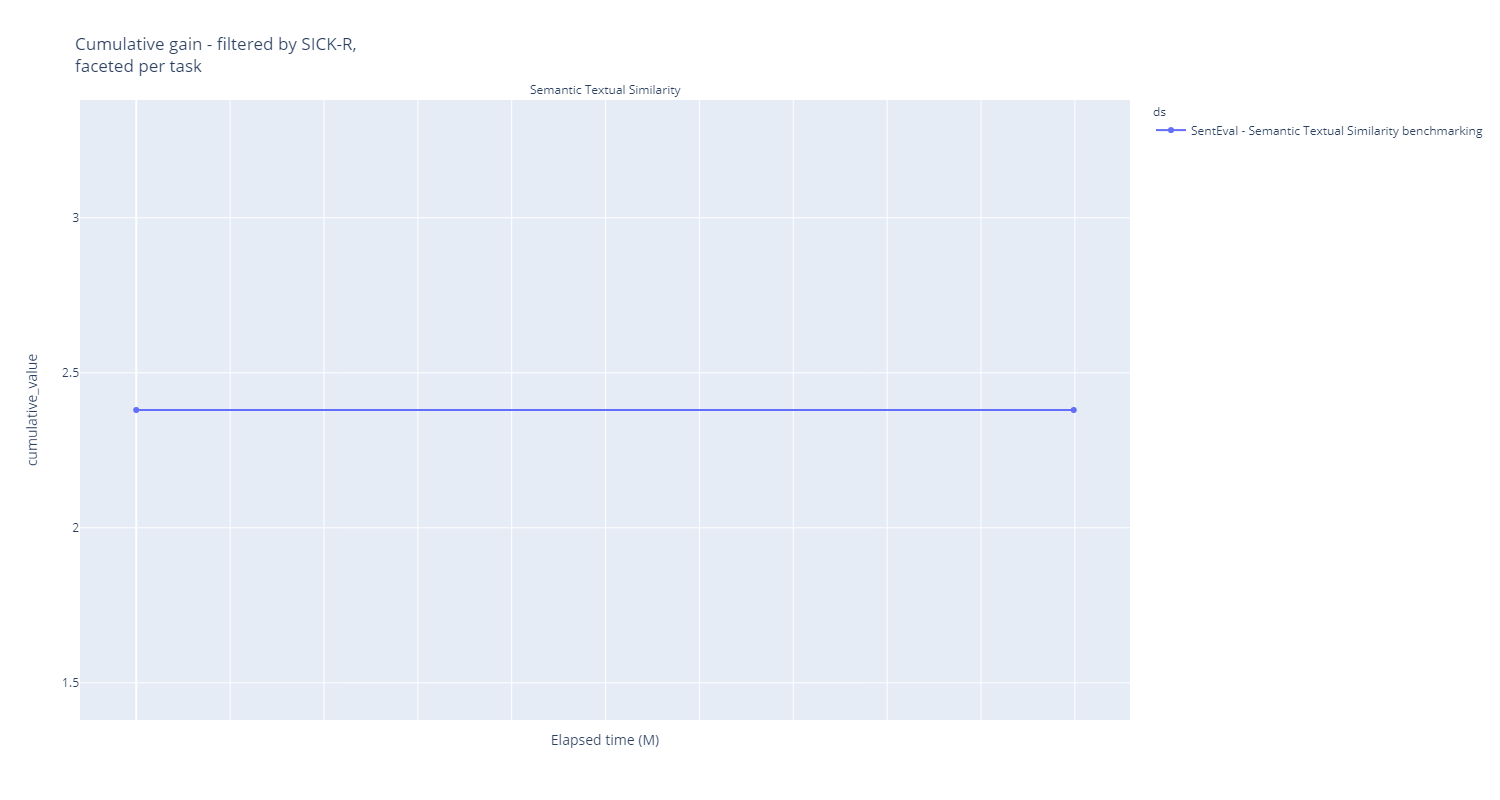 Cumulative gain - filtered by SICK-R,
faceted per task
Semantic Textual Similarity
ds
SentEval - Semantic Textual Similarity benchmarking
3
2.5
2
1.5
cumulative_value
Elapsed time (M)